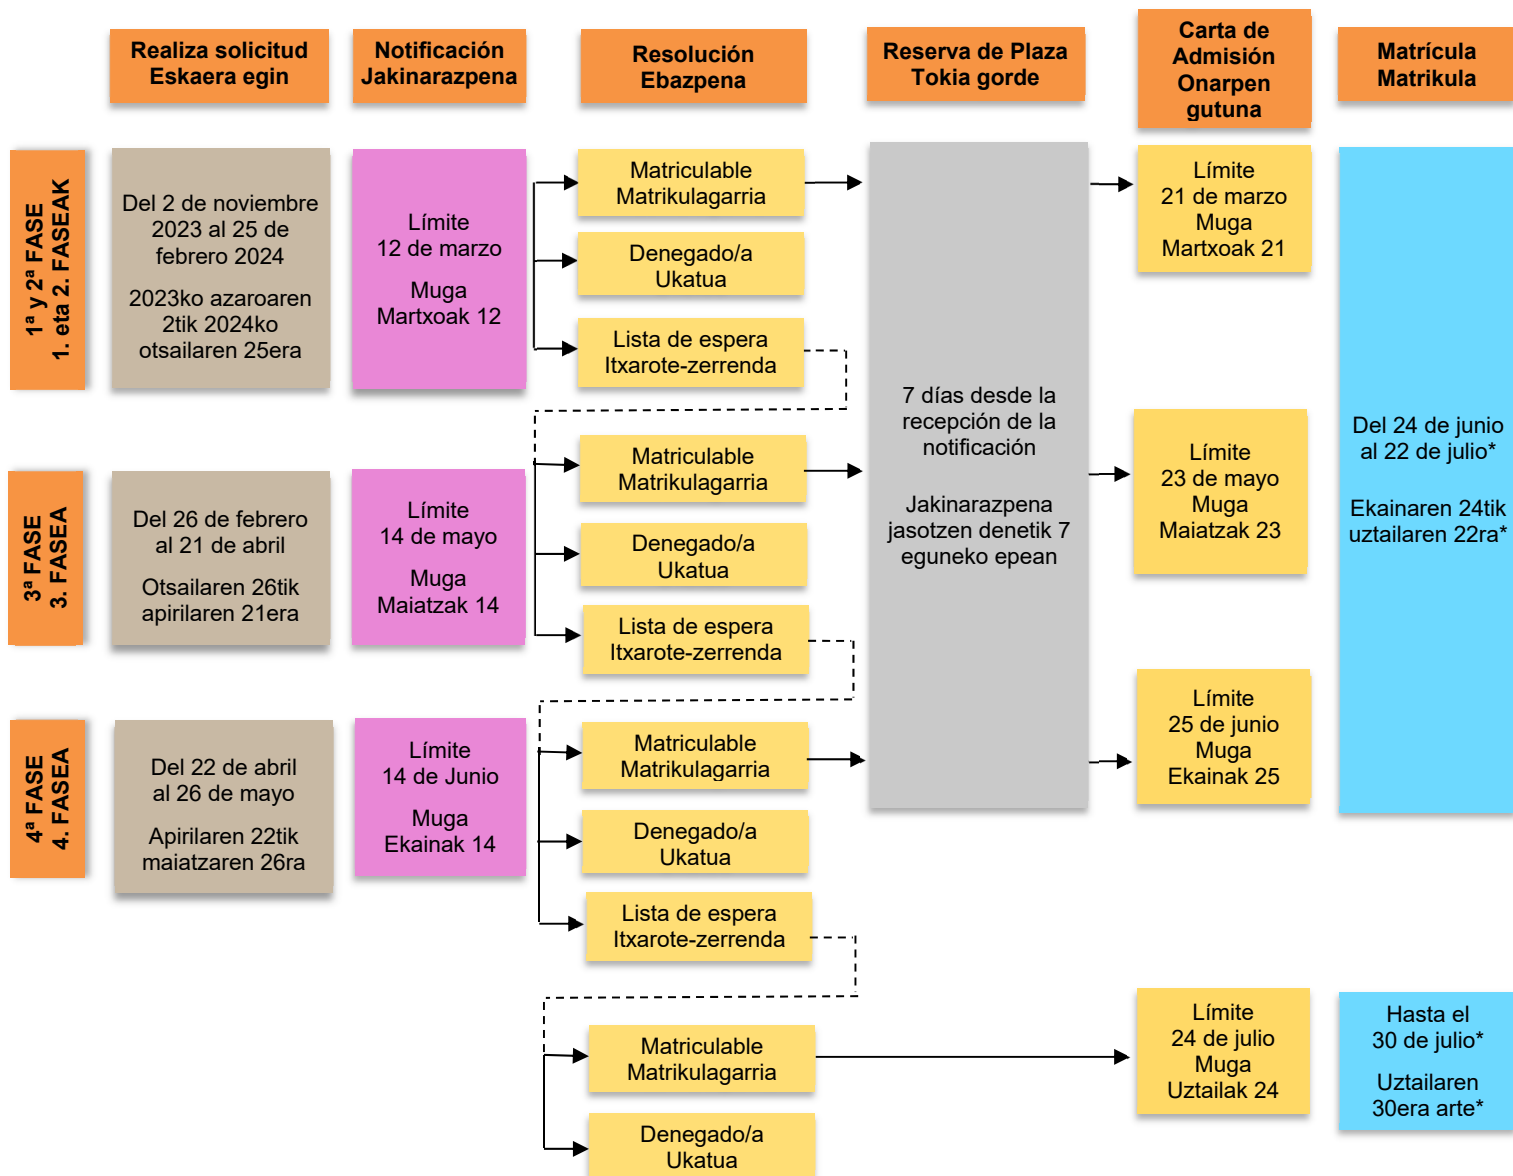 Realiza solicitud
Eskaera egin
Notificación
Jakinarazpena
Resolución
Ebazpena
Reserva de Plaza
Tokia gorde
Carta de
Admisión
Onarpen
gutuna
Matrícula
Matrikula
1ª y 2ª FASE
1. eta 2. FASEAK
Del 2 de noviembre
2023 al 25 de
febrero 2024
2023ko azaroaren
2tik 2024ko
otsailaren 25era
Límite
12 de marzo
Muga
Martxoak 12
Matriculable
Matrikulagarria
Denegado/a
Ukatua
Lista de espera
Itxarote-zerrenda
7 días desde la
recepción de la
notificación
Jakinarazpena
jasotzen denetik 7
eguneko epean
Límite
21 de marzo
Muga
Martxoak 21
Del 24 de junio
al 22 de julio*
Ekainaren 24tik
uztailaren 22ra*
3ª FASE
3. FASEA
Del 26 de febrero
al 21 de abril
Otsailaren 26tik
apirilaren 21era
Límite
14 de mayo
Muga
Maiatzak 14
Matriculable
Matrikulagarria
Denegado/a
Ukatua
Lista de espera
Itxarote-zerrenda
Límite
23 de mayo
Muga
Maiatzak 23
4ª FASE
4. FASEA
Del 22 de abril
al 26 de mayo
Apirilaren 22tik
maiatzaren 26ra
Límite
14 de Junio
Muga
Ekainak 14
Matriculable
Matrikulagarria
Denegado/a
Ukatua
Lista de espera
Itxarote-zerrenda
Límite
25 de junio
Muga
Ekainak 25
Matriculable
Matrikulagarria
Denegado/a
Ukatua
Límite
24 de julio
Muga
Uztailak 24
Hasta el
30 de julio*
Uztailaren
30era arte*